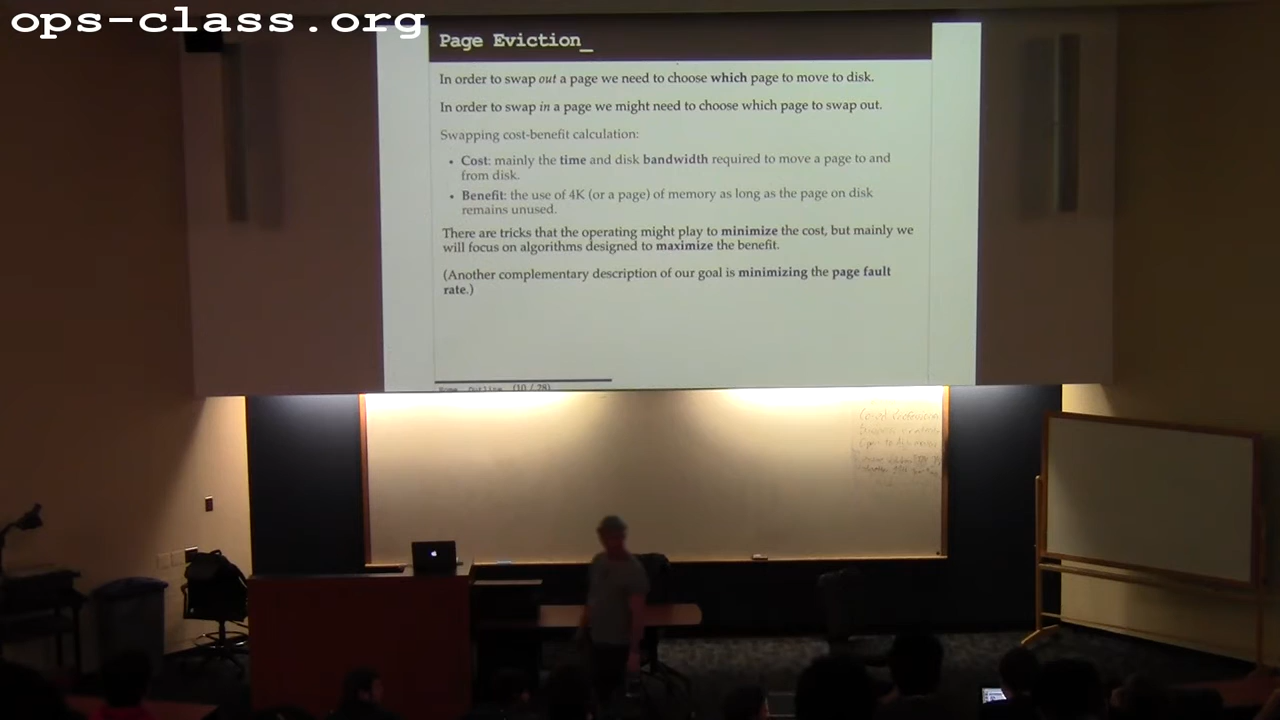 ops-class.org
Page Eviction_
In order to swap out a page we need to choose which page to move to disk.
In order to swap in a page we might need to choose which page to swap out.
Swapping cost-benefit calculation:
• Cost: mainly the time and disk bandwidth required to move a page to and
from disk.
• Benefit: the use of 4K (or a page) of memory as long as the page on disk
remains unused.
There are tricks that the operating might play to minimize the cost, but mainly we
will focus on algorithms designed to maximize the benefit.
(Another complementary description of our goal is minimizing the page fault
rate.)
(10 / 28)